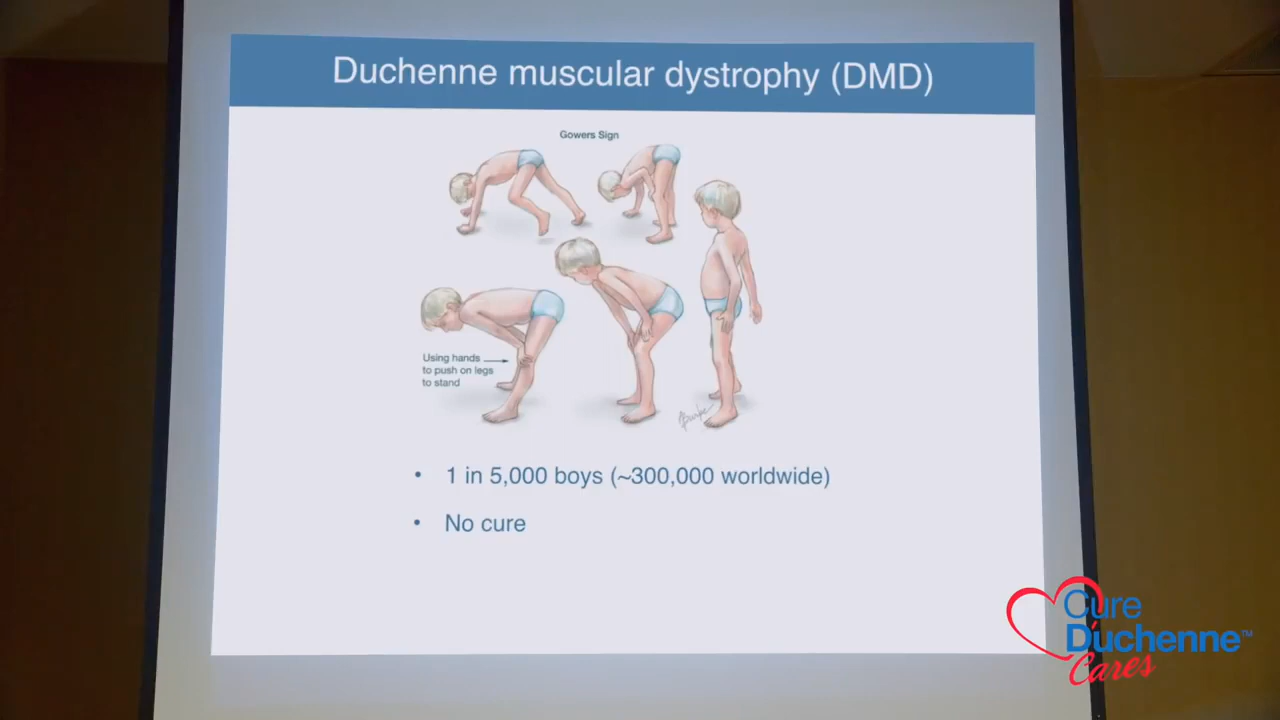 Duchenne muscular dystrophy (DMD)
Gowers Sign
Using hands
to push on legs
to stand
• 1 in 5,000 boys (~300,000 worldwide)
• No cure
Cure
Duchenne™
Cares